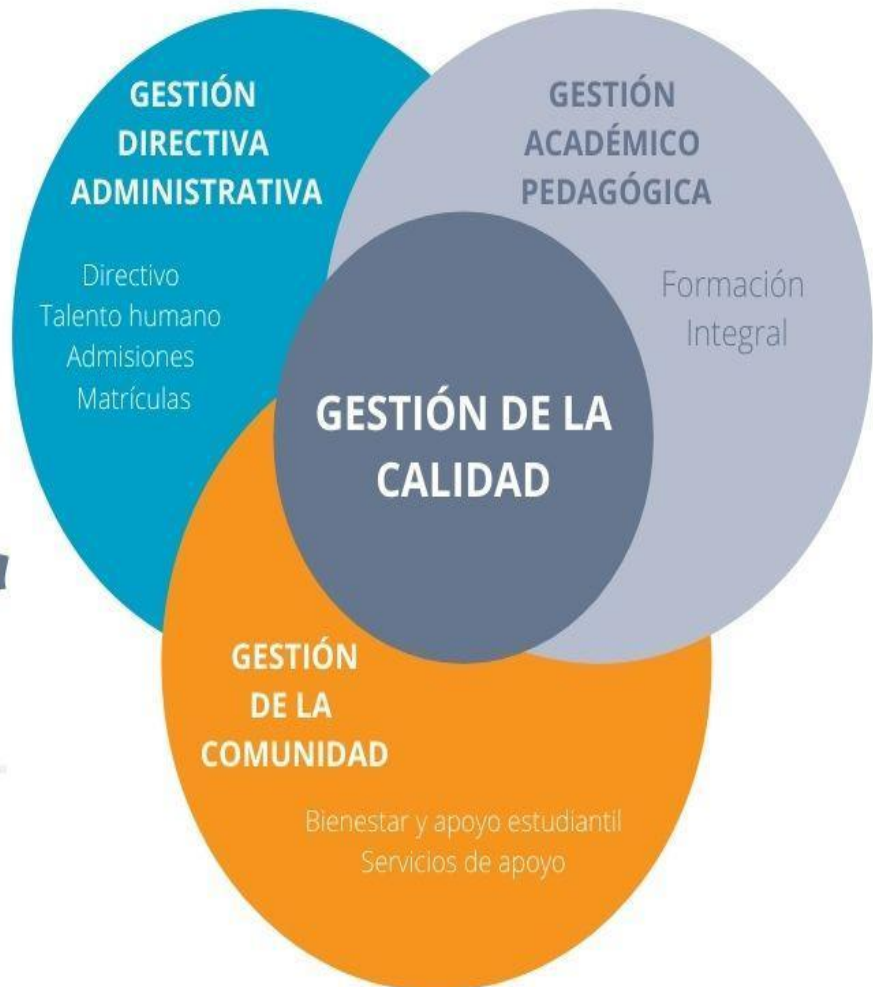 GESTIÓN
DIRECTIVA
ADMINISTRATIVA
Directivo
Talento humano
Admisiones
Matrículas
GESTIÓN
ACADÉMICO
PEDAGÓGICA
Formación
Integral
GESTIÓN DE LA
CALIDAD
GESTIÓN
DE LA
COMUNIDAD
Bienestar y apoyo estudiantil
Servicios de apoyo